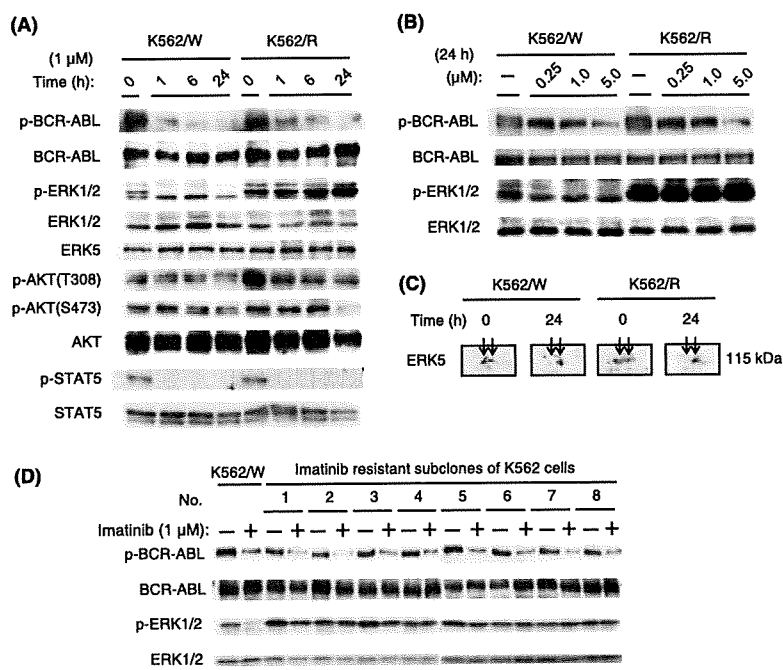 (A)
K562/W K562/R
(1 μM)
Time (h): 0 1 6 24 0 1 6 24
p-BCR-ABL
BCR-ABL
p-ERK1/2
ERK1/2
ERK5
p-AKT(T308)
p-AKT(S473)
AKT
p-STAT5
STAT5
(B)
K562/W K562/R
(24 h)
(μM): – 0.25 1.0 5.0 – 0.25 1.0 5.0
p-BCR-ABL
BCR-ABL
p-ERK1/2
ERK1/2
(C)
K562/W K562/R
Time (h) 0 24 0 24
ERK5 115 kDa
(D)
K562/W Imatinib resistant subclones of K562 cells
No. 1 2 3 4 5 6 7 8
Imatinib (1 μM): – + – + – + – + – + – + – + – + – +
p-BCR-ABL
BCR-ABL
p-ERK1/2
ERK1/2